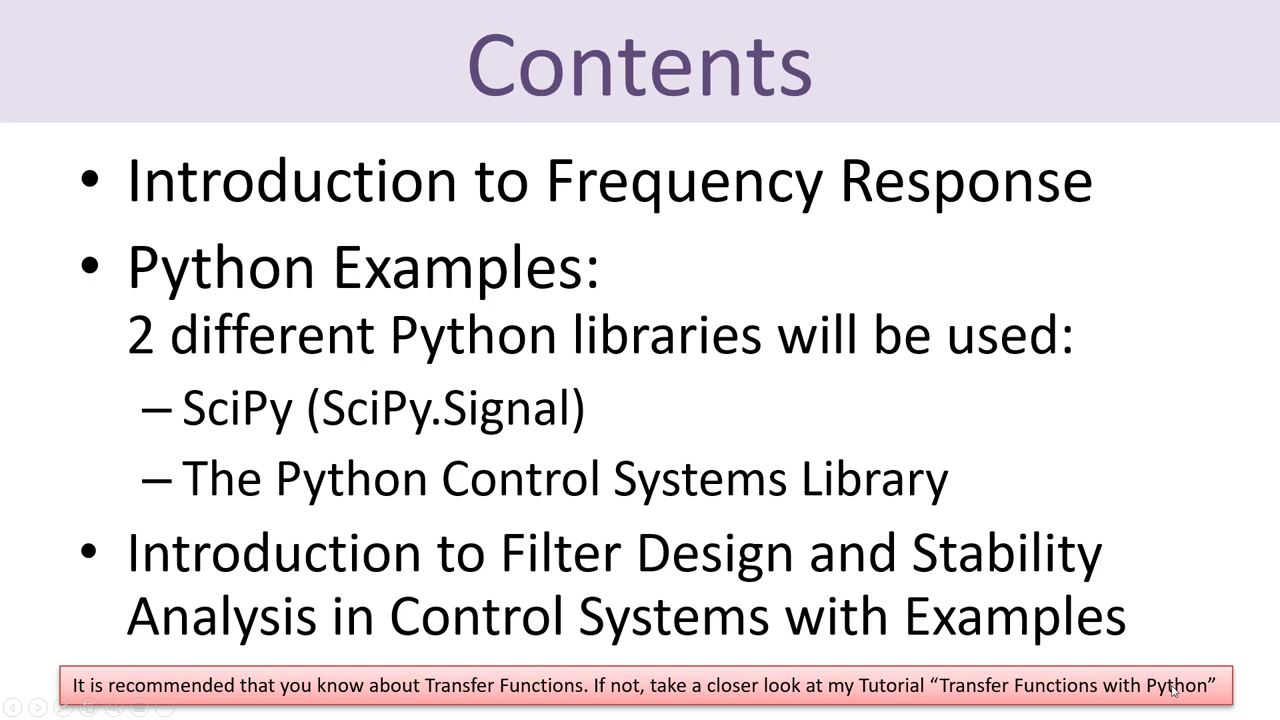 Contents
• Introduction to Frequency Response
• Python Examples:
2 different Python libraries will be used:
– SciPy (SciPy.Signal)
– The Python Control Systems Library
• Introduction to Filter Design and Stability
Analysis in Control Systems with Examples
It is recommended that you know about Transfer Functions. If not, take a closer look at my Tutorial “Transfer Functions with Python”